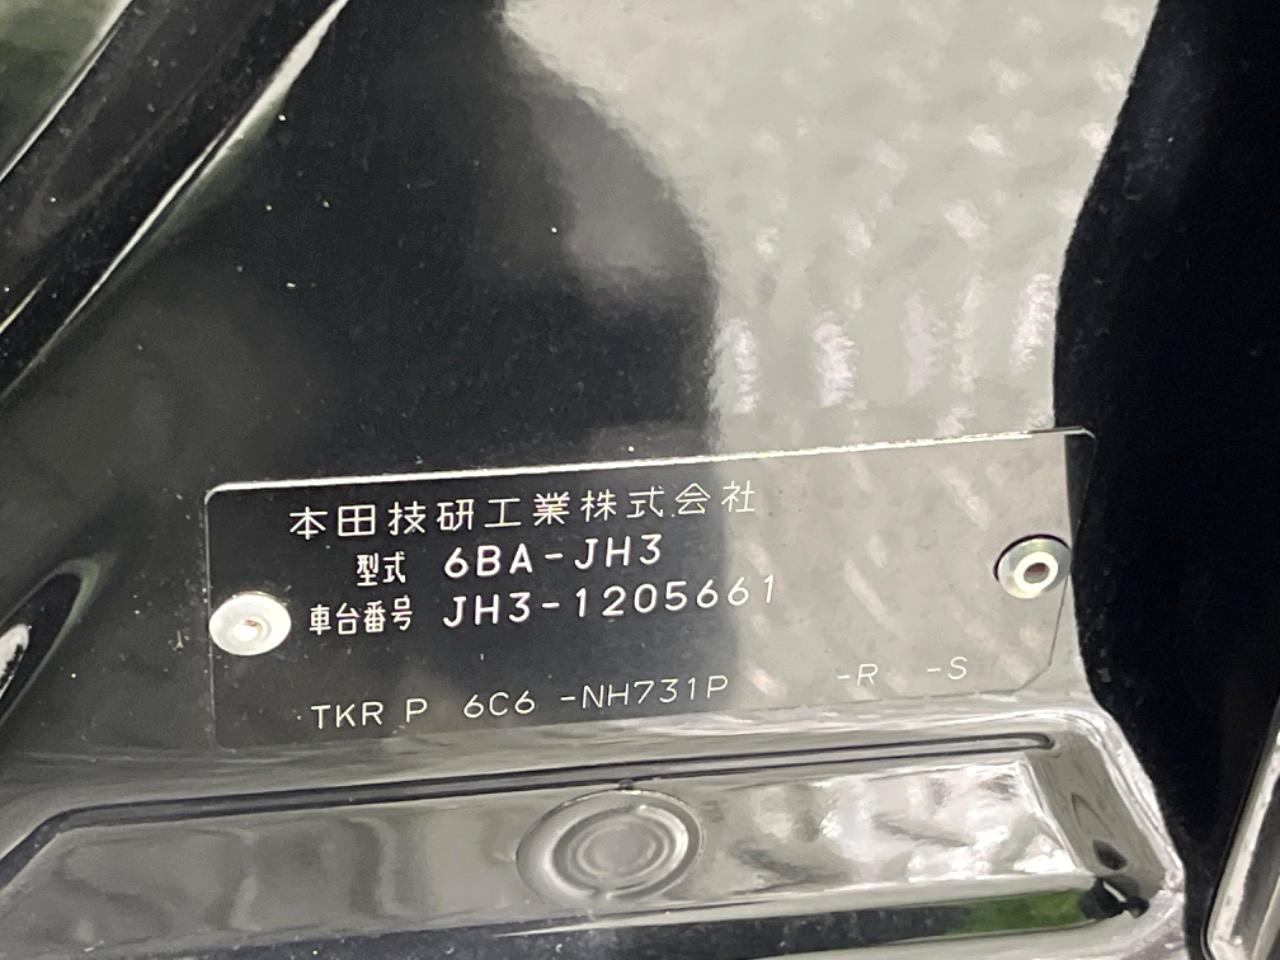 本田技研工業株式会社
型式 6BA-JH3
車台番号 JH3-1205661
TKR P 6C6 -NH731P -R -S